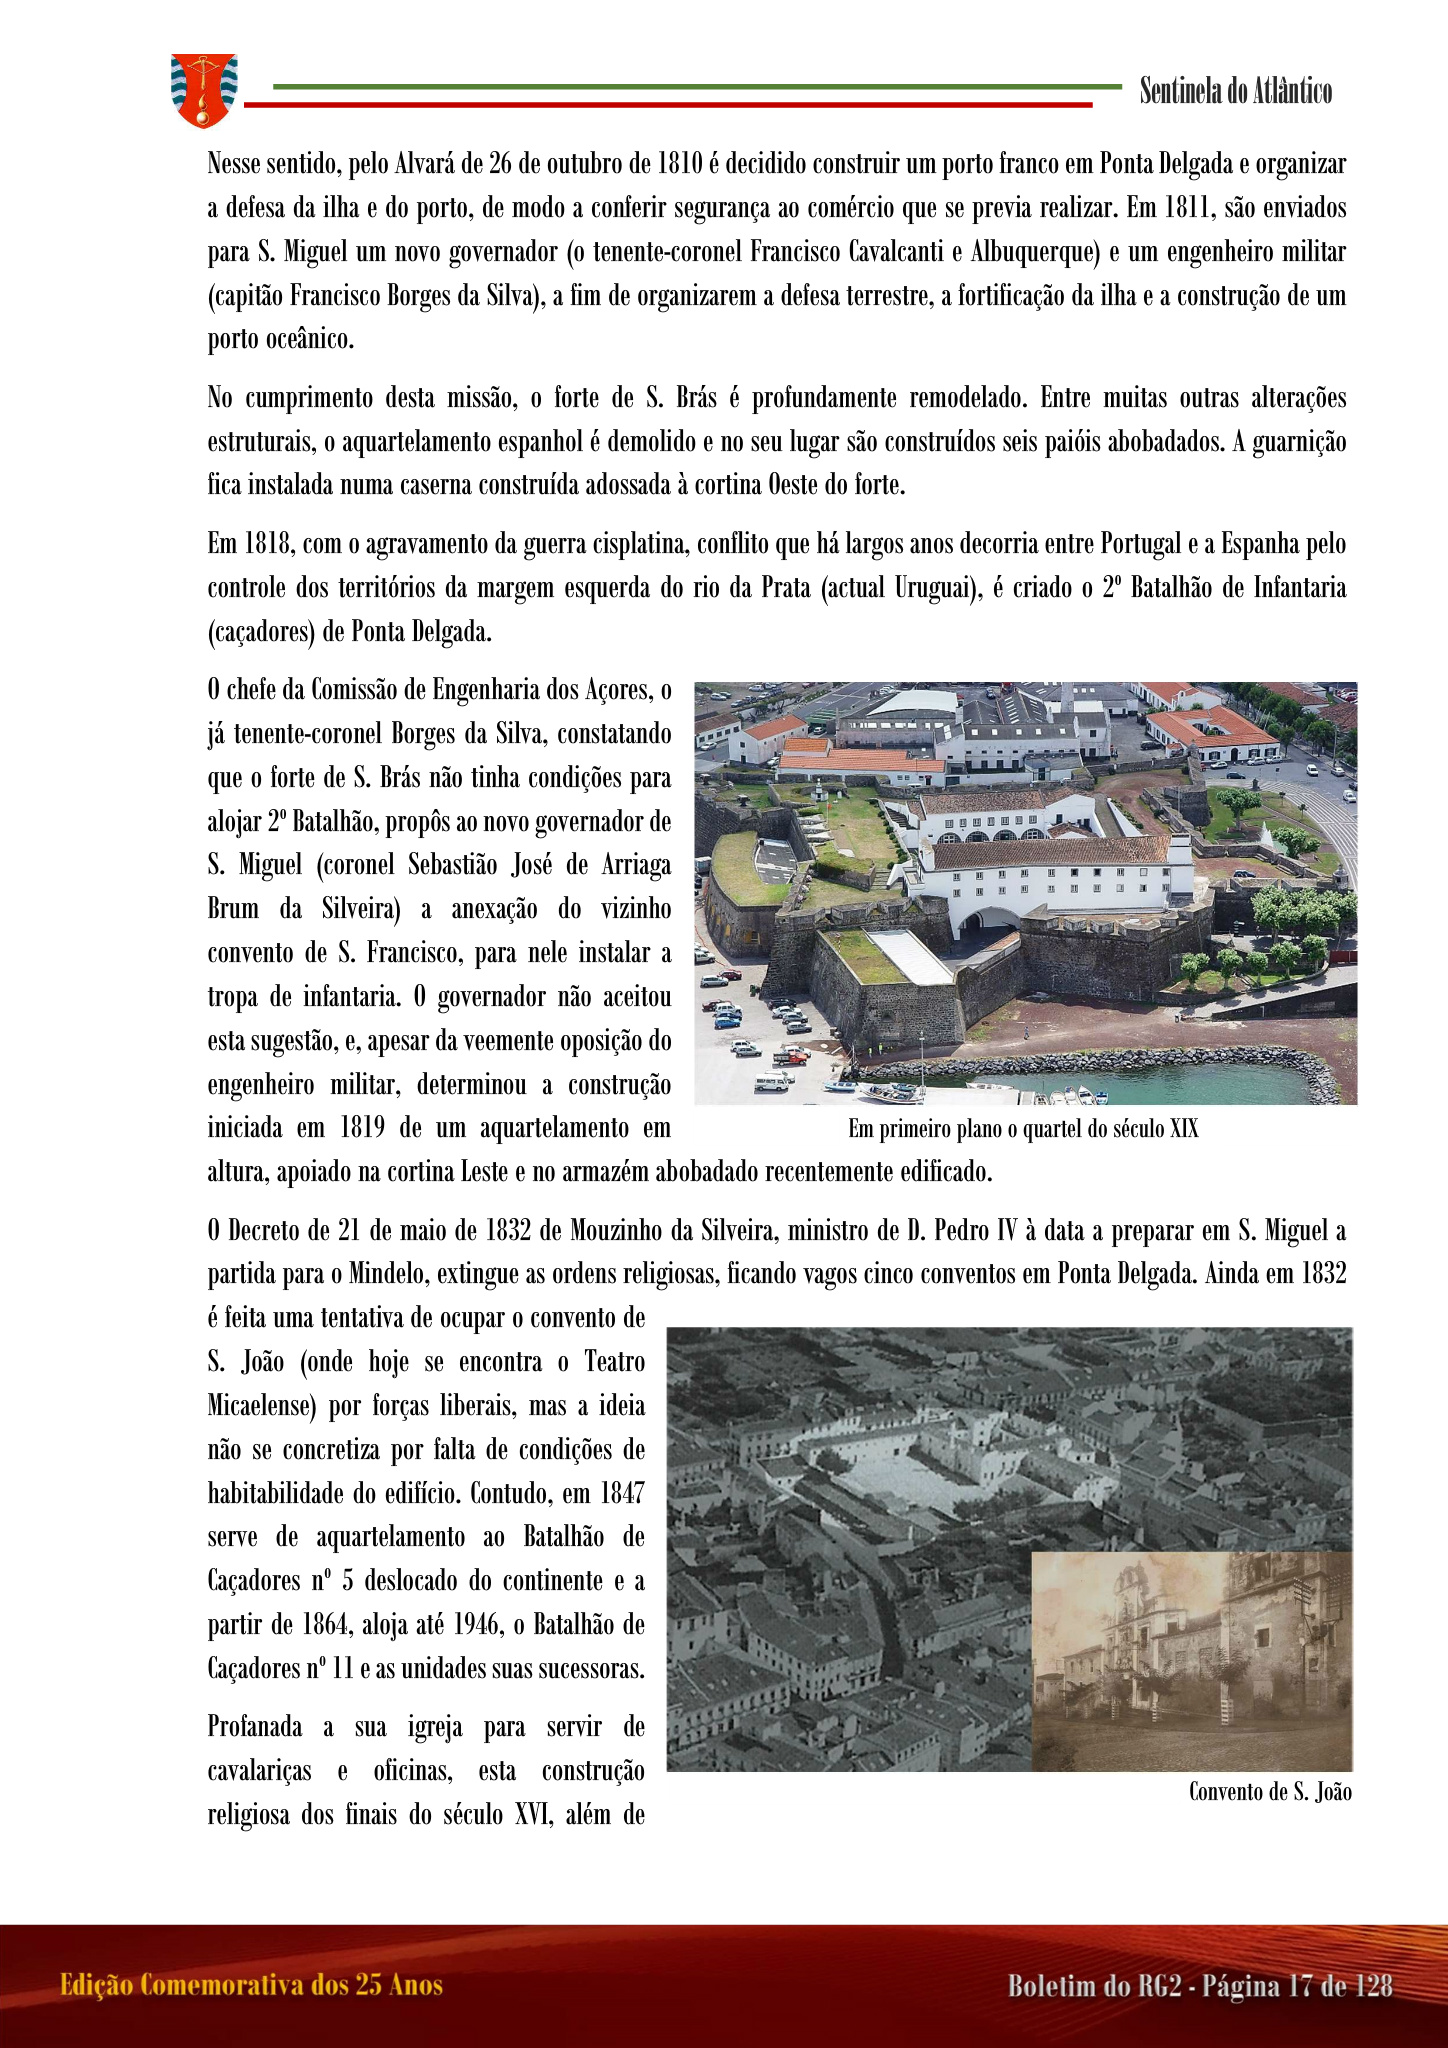 Sentinela do Atlântico
Nesse sentido, pelo Alvará de 26 de outubro de 1810 é decidido construir um porto franco em Ponta Delgada e organizar
a defesa da ilha e do porto, de modo a conferir segurança ao comércio que se previa realizar. Em 1811, são enviados
para S. Miguel um novo governador (o tenente-coronel Francisco Cavalcanti e Albuquerque) e um engenheiro militar
(capitão Francisco Borges da Silva), a fim de organizarem a defesa terrestre, a fortificação da ilha e a construção de um
porto oceânico.
No cumprimento desta missão, o forte de S. Brás é profundamente remodelado. Entre muitas outras alterações
estruturais, o aquartelamento espanhol é demolido e no seu lugar são construídos seis paióis abobadados. A guarnição
fica instalada numa caserna construída adossada à cortina Oeste do forte.
Em 1818, com o agravamento da guerra cisplatina, conflito que há largos anos decorria entre Portugal e a Espanha pelo
controle dos territórios da margem esquerda do rio da Prata (actual Uruguai), é criado o 2º Batalhão de Infantaria
(caçadores) de Ponta Delgada.
O chefe da Comissão de Engenharia dos Açores, o
já tenente-coronel Borges da Silva, constatando
que o forte de S. Brás não tinha condições para
alojar 2º Batalhão, propôs ao novo governador de
S. Miguel (coronel Sebastião José de Arriaga
Brum da Silveira) a anexação do vizinho
convento de S. Francisco, para nele instalar a
tropa de infantaria. O governador não aceitou
esta sugestão, e, apesar da veemente oposição do
engenheiro militar, determinou a construção
iniciada em 1819 de um aquartelamento em
altura, apoiado na cortina Leste e no armazém abobadado recentemente edificado.
Em primeiro plano o quartel do século XIX
O Decreto de 21 de maio de 1832 de Mouzinho da Silveira, ministro de D. Pedro IV à data a preparar em S. Miguel a
partida para o Mindelo, extingue as ordens religiosas, ficando vagos cinco conventos em Ponta Delgada. Ainda em 1832
é feita uma tentativa de ocupar o convento de
S. João (onde hoje se encontra o Teatro
Micaelense) por forças liberais, mas a ideia
não se concretiza por falta de condições de
habitabilidade do edifício. Contudo, em 1847
serve de aquartelamento ao Batalhão de
Caçadores nº 5 deslocado do continente e a
partir de 1864, aloja até 1946, o Batalhão de
Caçadores nº 11 e as unidades suas sucessoras.
Profanada a sua igreja para servir de
cavalariças e oficinas, esta construção
religiosa dos finais do século XVI, além de
Convento de S. João
Edição Comemorativa dos 25 Anos
Boletim do RG2 - Página 17 de 128